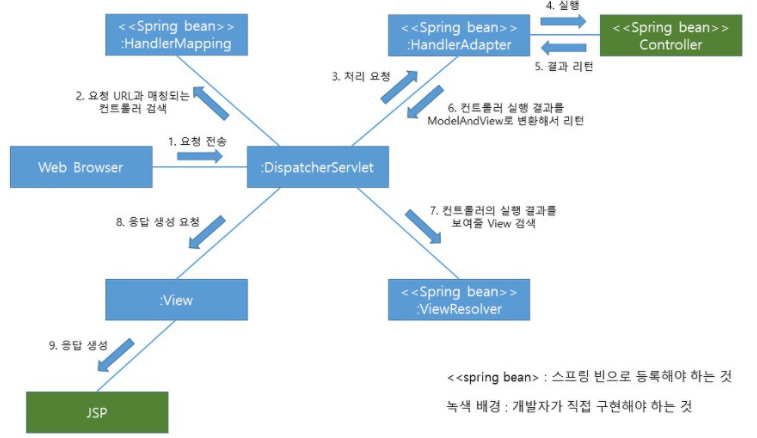 <<Spring bean>>
:HandlerMapping
<<Spring bean>>
:HandlerAdapter
4. 실행
<<Spring bean>>
Controller
5. 결과 리턴
3. 처리 요청
2. 요청 URL과 매칭되는
컨트롤러 검색
6. 컨트롤러 실행 결과를
ModelAndView로 변환해서 리턴
1. 요청 전송
Web Browser
:DispatcherServlet
7. 컨트롤러의 실행 결과를
보여줄 View 검색
8. 응답 생성 요청
:View
<<Spring bean>>
:ViewResolver
9. 응답 생성
JSP
<<spring bean> : 스프링 빈으로 등록해야 하는 것
녹색 배경 : 개발자가 직접 구현해야 하는 것